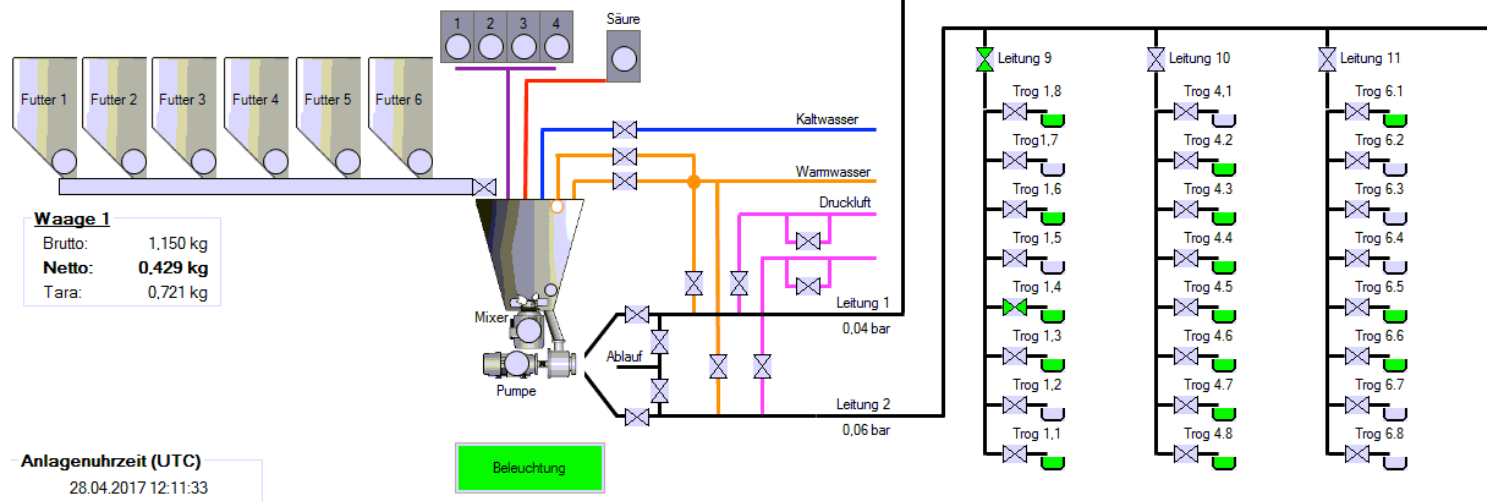 1 2 3 4
Säure
Futter 1 Futter 2 Futter 3 Futter 4 Futter 5 Futter 6
Kaltwasser
Warmwasser
Druckluft
Waage 1
Brutto: 1,150 kg
Netto: 0,429 kg
Tara: 0,721 kg
Mixer
Pumpe
Ablauf
Leitung 1
0,04 bar
Leitung 2
0,06 bar
Beleuchtung
Anlagenuhrzeit (UTC)
28.04.2017 12:11:33
Leitung 9
Trog 1,8
Trog1,7
Trog 1,6
Trog 1,5
Trog 1,4
Trog 1,3
Trog 1,2
Trog 1,1
Leitung 10
Trog 4,1
Trog 4.2
Trog 4.3
Trog 4.4
Trog 4.5
Trog 4.6
Trog 4.7
Trog 4.8
Leitung 11
Trog 6.1
Trog 6.2
Trog 6.3
Trog 6.4
Trog 6.5
Trog 6.6
Trog 6.7
Trog 6.8